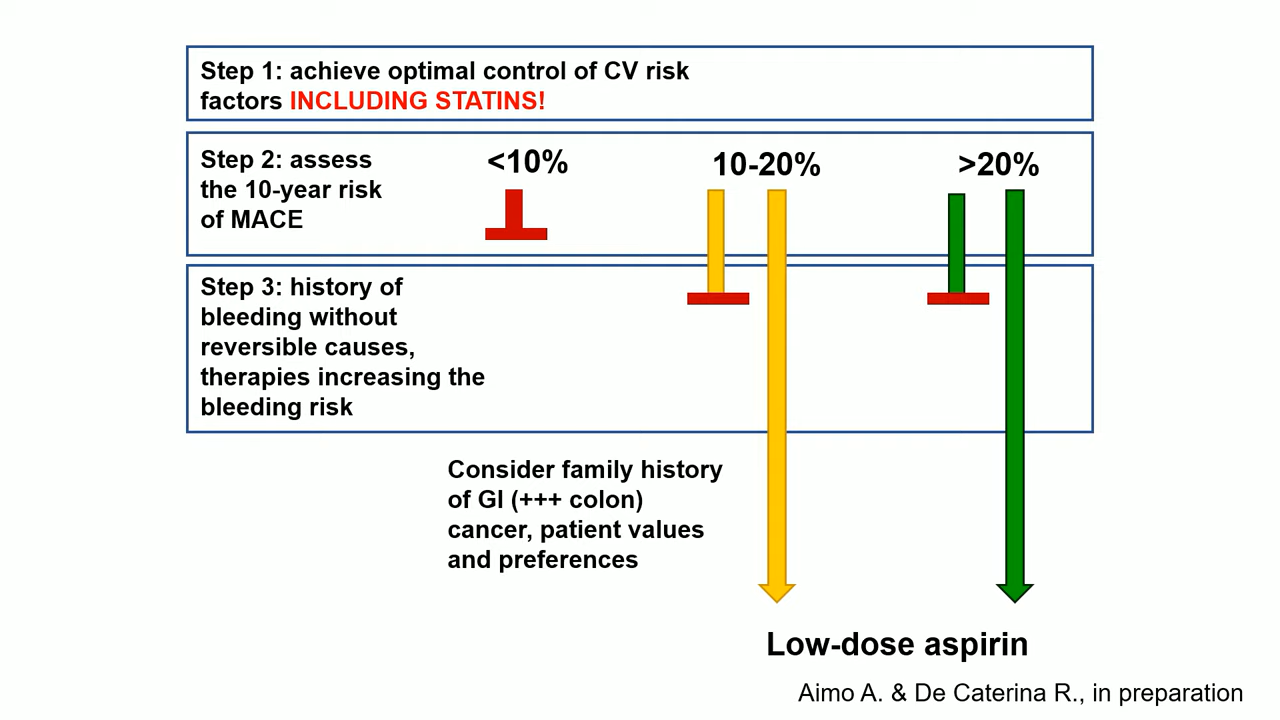 Step 1: achieve optimal control of CV risk
factors INCLUDING STATINS!
Step 2: assess
the 10-year risk
of MACE
<10%
10-20%
>20%
Step 3: history of
bleeding without
reversible causes,
therapies increasing the
bleeding risk
Consider family history
of GI (+++ colon)
cancer, patient values
and preferences
Low-dose aspirin
Aimo A. & De Caterina R., in preparation